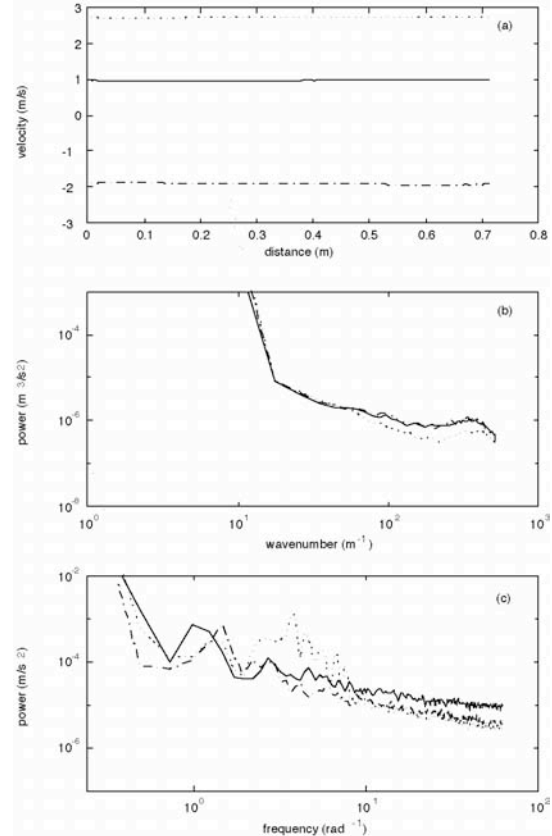 3
(a)
2
velocity (m/s)
1
0
-1
-2
-3
0 0.1 0.2 0.3 0.4 0.5 0.6 0.7 0.8
distance (m)
(b)
10⁻⁴
power (m ³/s²)
10⁻⁶
10⁻⁸
10⁰ 10¹ 10² 10³
wavenumber (m⁻¹)
10⁻²
(c)
10⁻⁴
power (m/s ²)
10⁻⁶
10⁰ 10¹ 10²
frequency (rad ⁻¹)